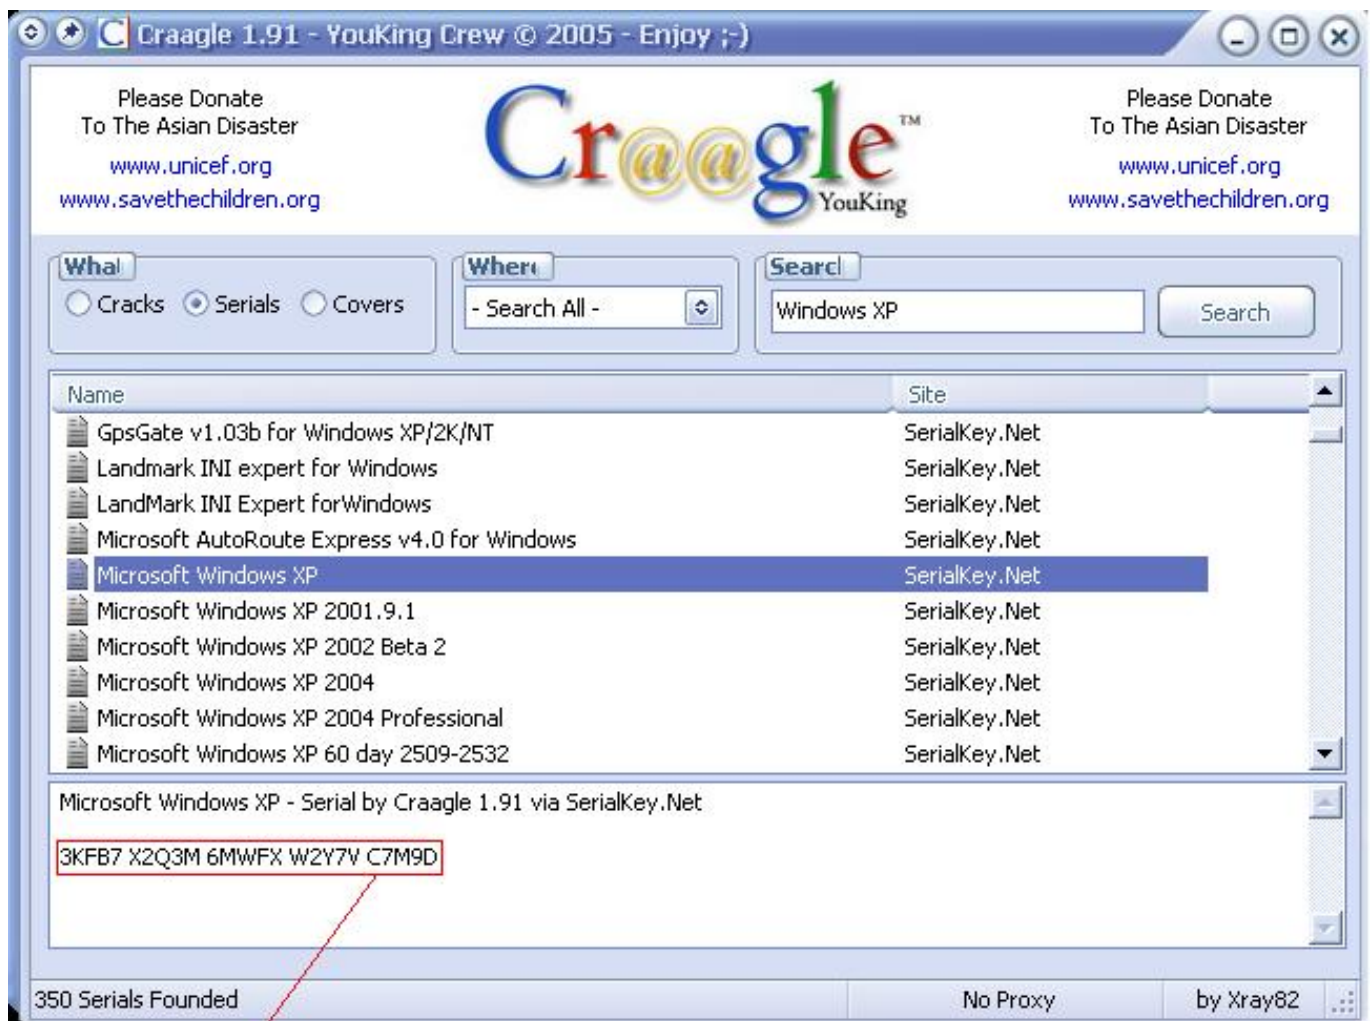 Craagle 1.91 - YouKing Crew © 2005 - Enjoy ;-)
Please Donate
To The Asian Disaster
www.unicef.org
www.savethechildren.org
Cr@@gle™
YouKing
Please Donate
To The Asian Disaster
www.unicef.org
www.savethechildren.org
What
Cracks Serials Covers
Where
- Search All -
Search
Windows XP
Search
Name Site
GpsGate v1.03b for Windows XP/2K/NT SerialKey.Net
Landmark INI expert for Windows SerialKey.Net
LandMark INI Expert forWindows SerialKey.Net
Microsoft AutoRoute Express v4.0 for Windows SerialKey.Net
Microsoft Windows XP SerialKey.Net
Microsoft Windows XP 2001.9.1 SerialKey.Net
Microsoft Windows XP 2002 Beta 2 SerialKey.Net
Microsoft Windows XP 2004 SerialKey.Net
Microsoft Windows XP 2004 Professional SerialKey.Net
Microsoft Windows XP 60 day 2509-2532 SerialKey.Net
Microsoft Windows XP - Serial by Craagle 1.91 via SerialKey.Net
3KFB7 X2Q3M 6MWFX W2Y7V C7M9D
350 Serials Founded No Proxy by Xray82